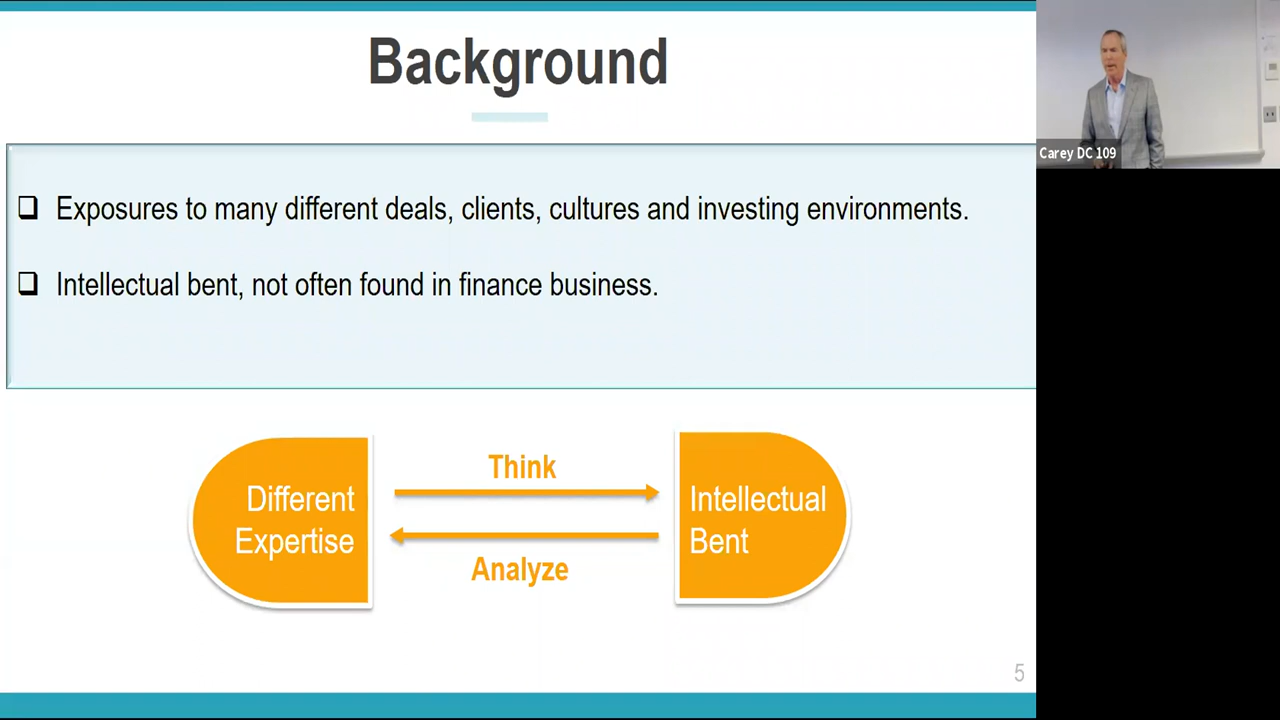 Background
Exposures to many different deals, clients, cultures and investing environments.
Intellectual bent, not often found in finance business.
Different
Expertise
Think
Analyze
Intellectual
Bent
5
Carey DC 109